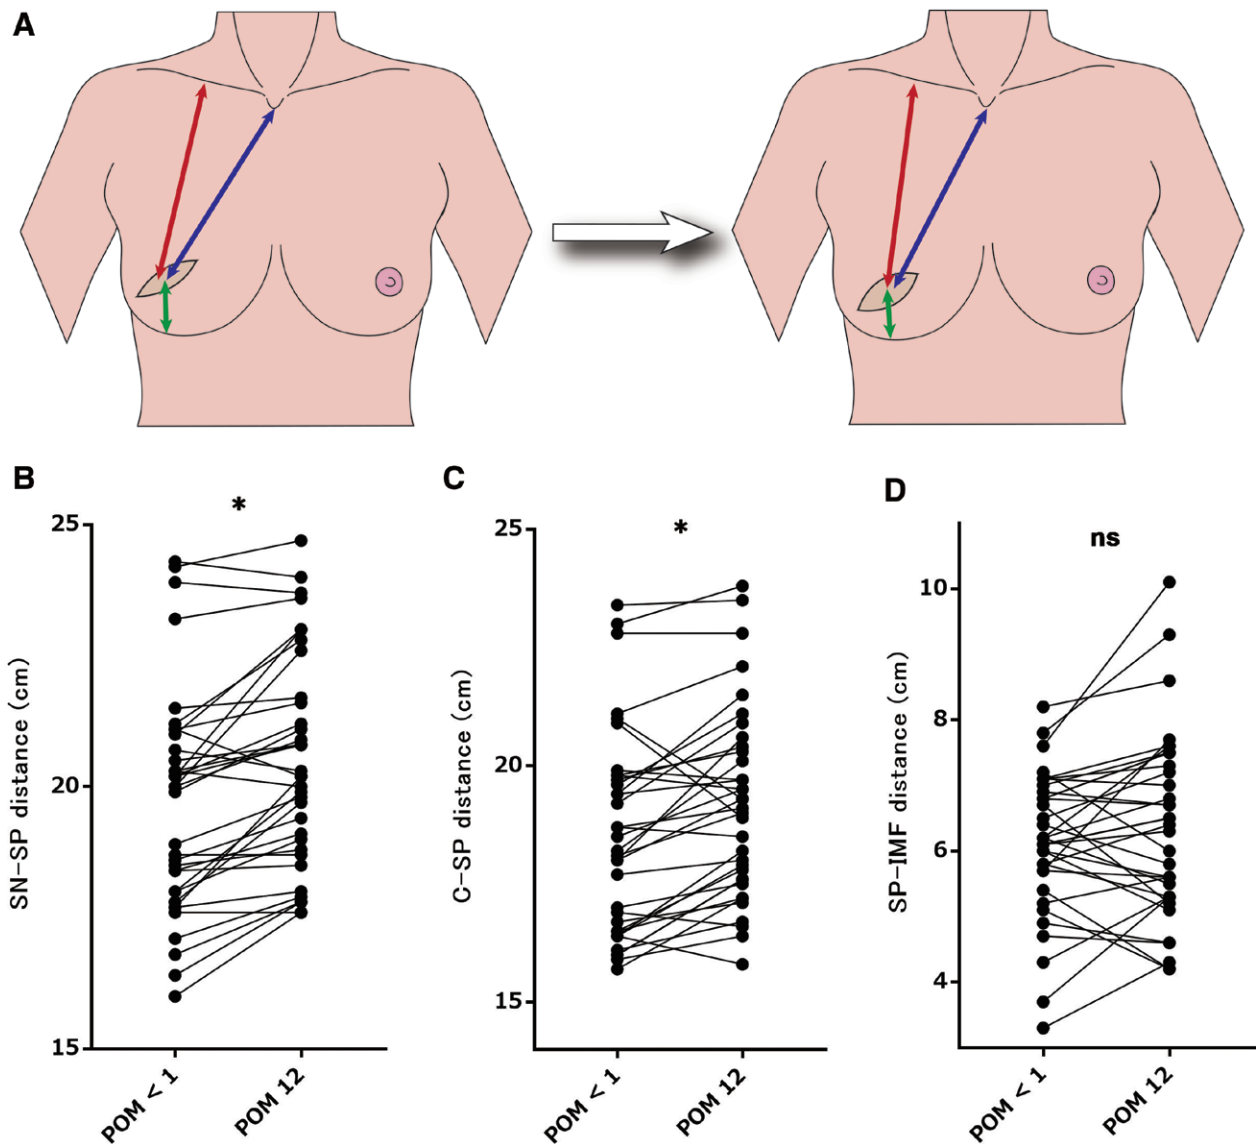 A
B
*
25
20
15
SN-SP distance (cm)
POM < 1
POM 12
C
*
25
20
15
C-SP distance (cm)
POM < 1
POM 12
D
ns
10
8
6
4
SP-IMF distance (cm)
POM < 1
POM 12